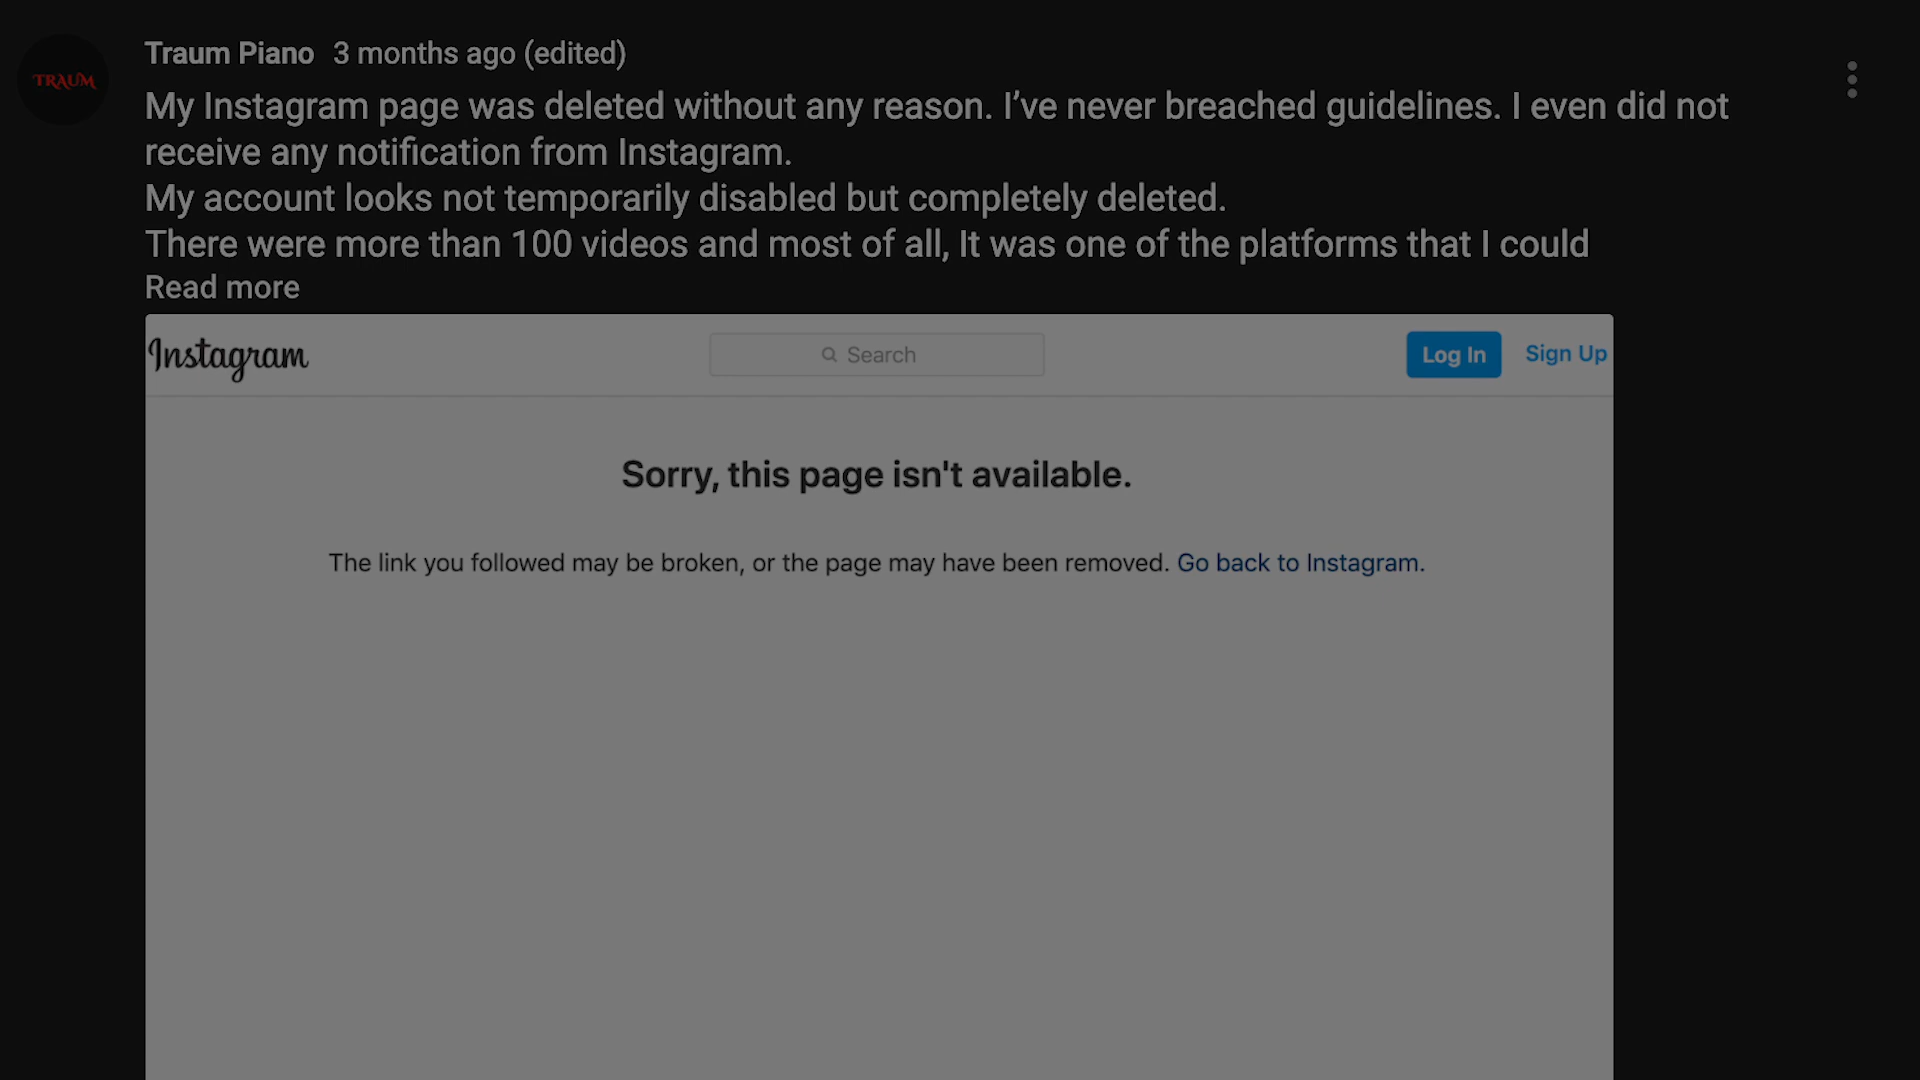 TRAUM
Traum Piano 3 months ago (edited)
My Instagram page was deleted without any reason. I’ve never breached guidelines. I even did not
receive any notification from Instagram.
My account looks not temporarily disabled but completely deleted.
There were more than 100 videos and most of all, It was one of the platforms that I could
Read more
Instagram Search Log In Sign Up
Sorry, this page isn't available.
The link you followed may be broken, or the page may have been removed. Go back to Instagram.